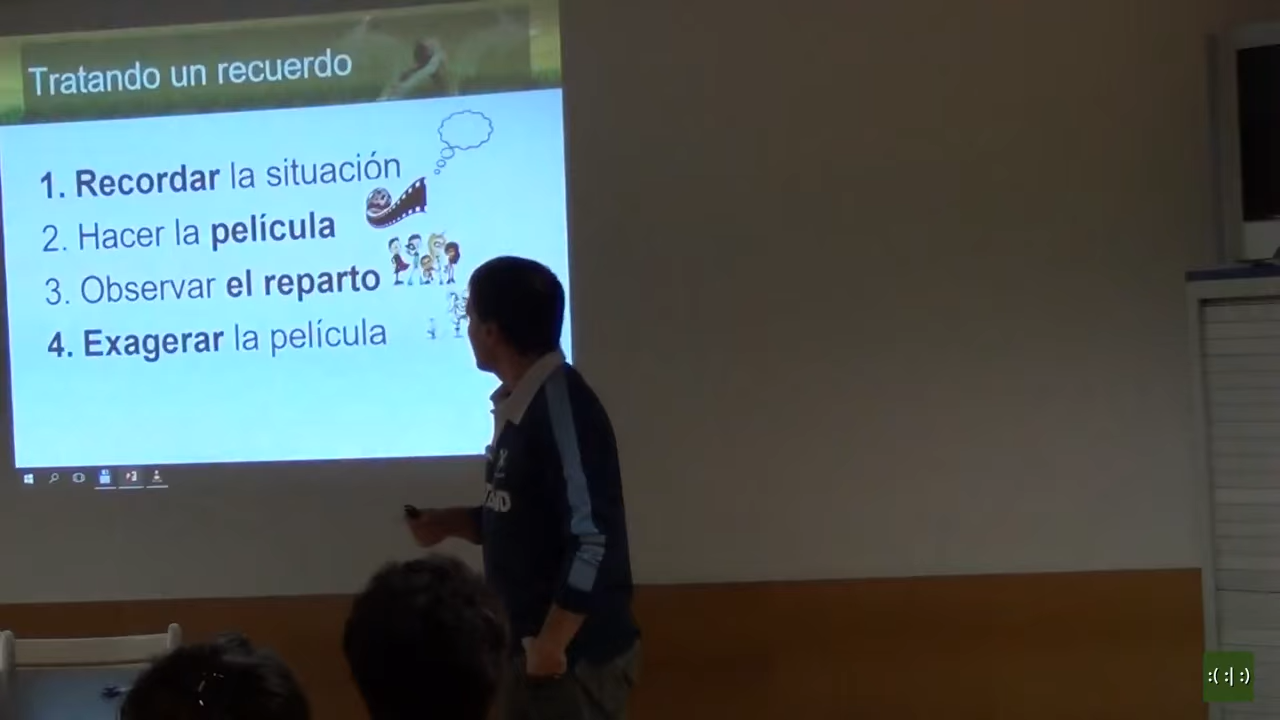 Tratando un recuerdo
1. Recordar la situación
2. Hacer la película
3. Observar el reparto
4. Exagerar la película
:( :| :)